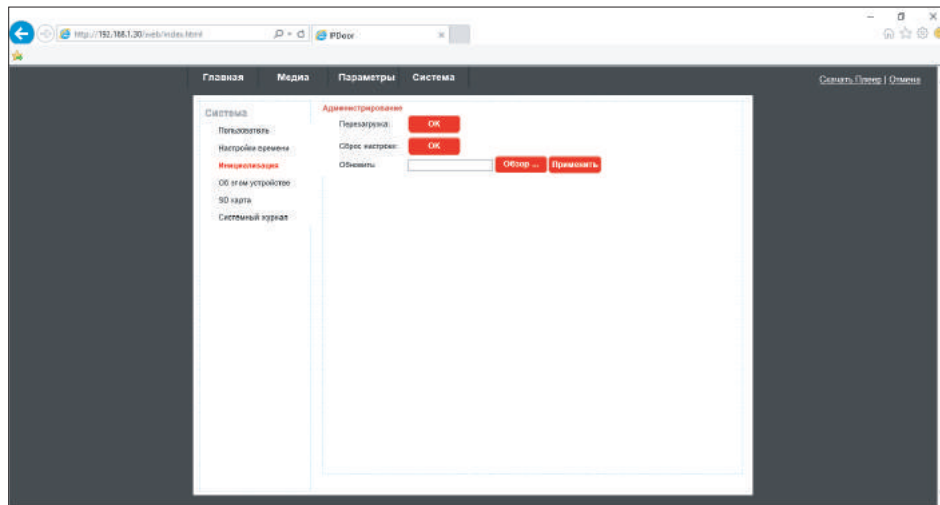 http://192.168.1.30/web/index.html
IPDoor
Главная Медиа Параметры Система
Скачать Плеер | Отмена
Система
Пользователь
Настройки времени
Инициализация
Об этом устройстве
SD карта
Системный журнал
Администрирование
Перезагрузка: OK
Сброс настроек: OK
Обновить: Обзор ... Применить